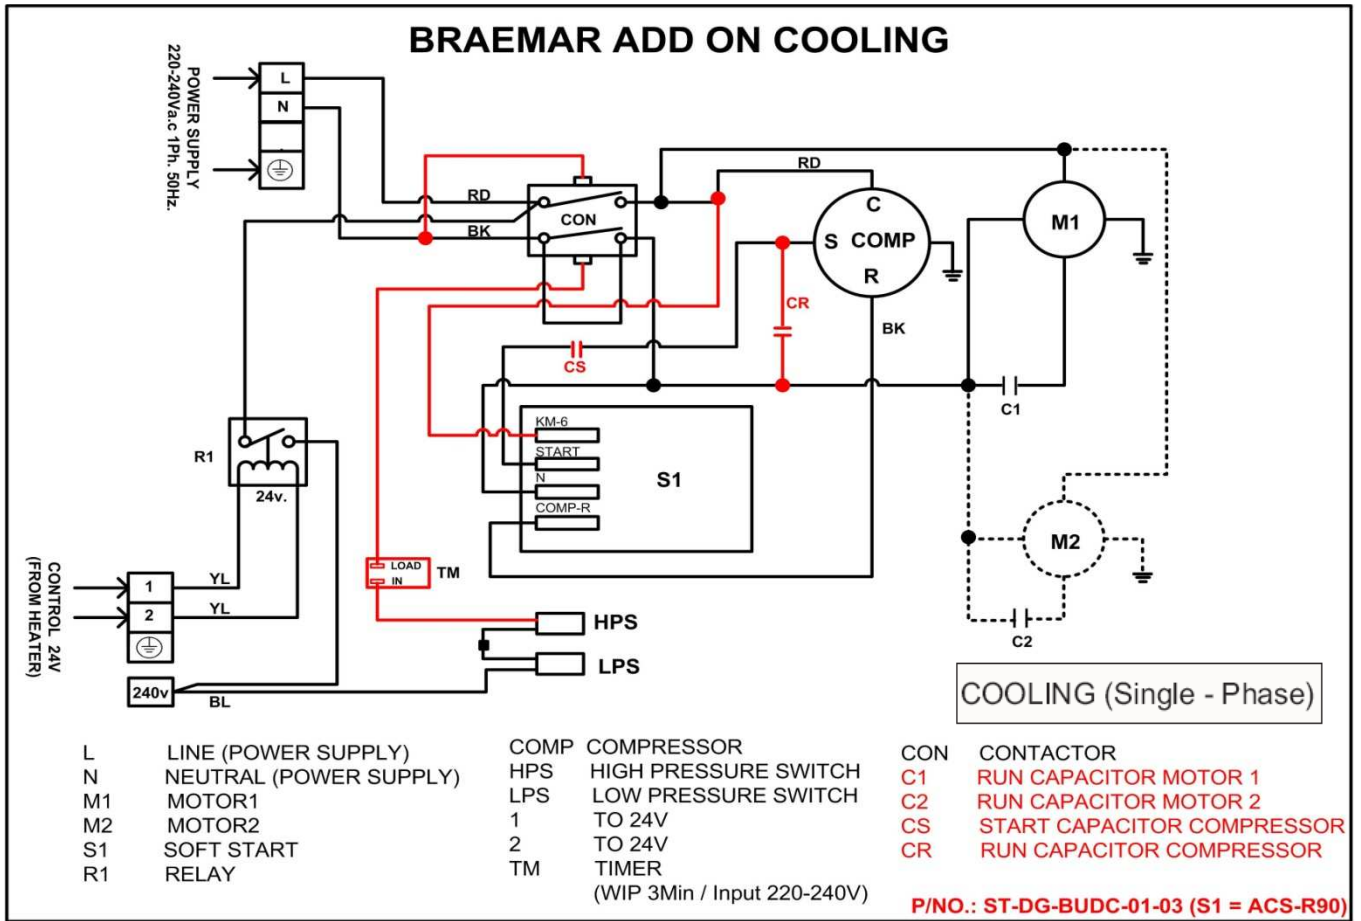 BRAEMAR ADD ON COOLING
POWER SUPPLY
220-240Va.c 1Ph. 50Hz.
L
N
RD
BK
CON
RD
C
S COMP
R
M1
CR
BK
CS
C1
KM-6
START
N
COMP-R
S1
R1
24v.
M2
C2
LOAD
IN
TM
CONTROL 24V
(FROM HEATER)
1
2
YL
YL
240v
BL
HPS
LPS
COOLING (Single - Phase)
L LINE (POWER SUPPLY)
N NEUTRAL (POWER SUPPLY)
M1 MOTOR1
M2 MOTOR2
S1 SOFT START
R1 RELAY
COMP COMPRESSOR
HPS HIGH PRESSURE SWITCH
LPS LOW PRESSURE SWITCH
1 TO 24V
2 TO 24V
TM TIMER
(WIP 3Min / Input 220-240V)
CON CONTACTOR
C1 RUN CAPACITOR MOTOR 1
C2 RUN CAPACITOR MOTOR 2
CS START CAPACITOR COMPRESSOR
CR RUN CAPACITOR COMPRESSOR
P/NO.: ST-DG-BUDC-01-03 (S1 = ACS-R90)